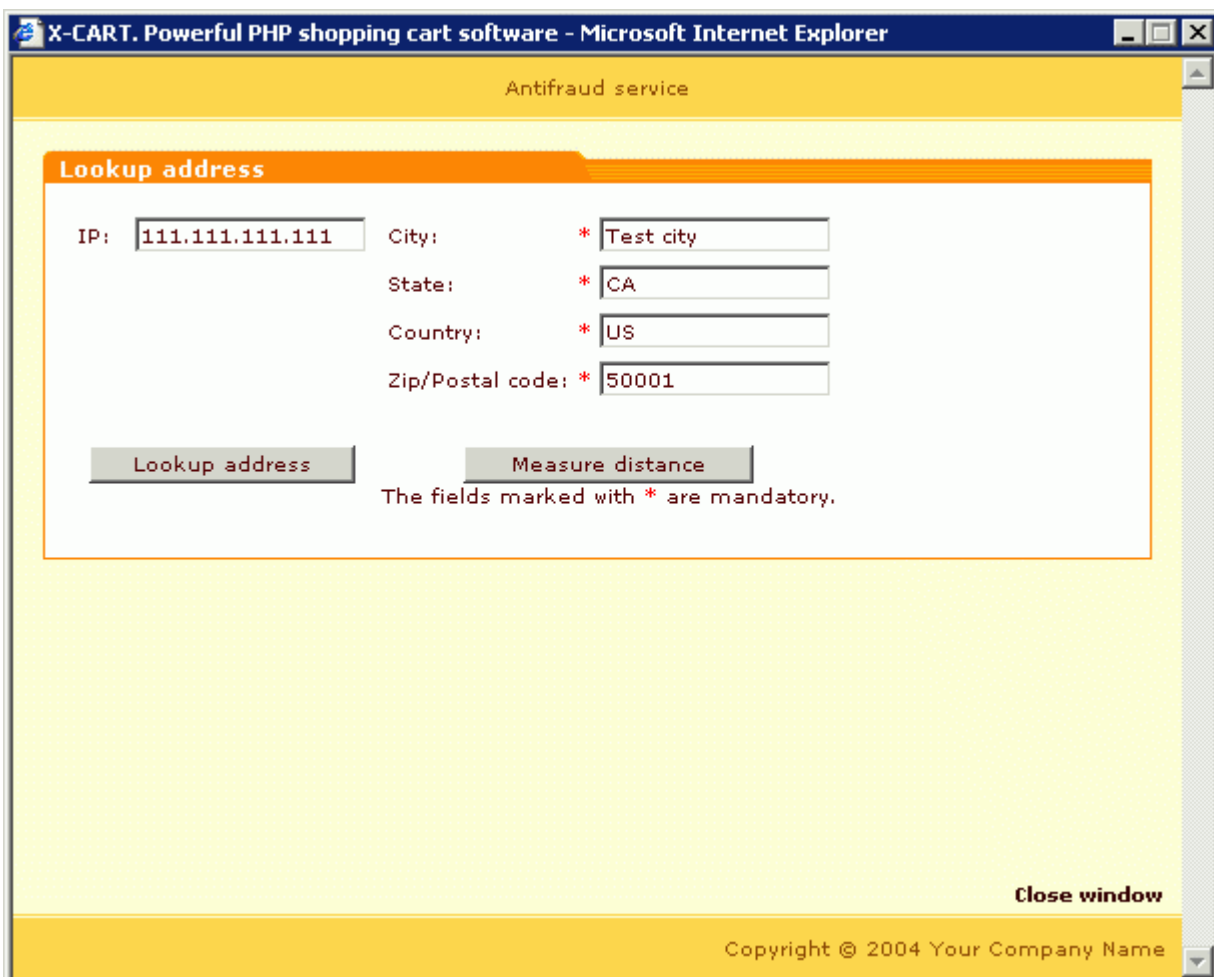 X-CART. Powerful PHP shopping cart software - Microsoft Internet Explorer
Antifraud service
Lookup address
IP: 111.111.111.111 City: * Test city
State: * CA
Country: * US
Zip/Postal code: * 50001
Lookup address Measure distance
The fields marked with * are mandatory.
Close window
Copyright © 2004 Your Company Name